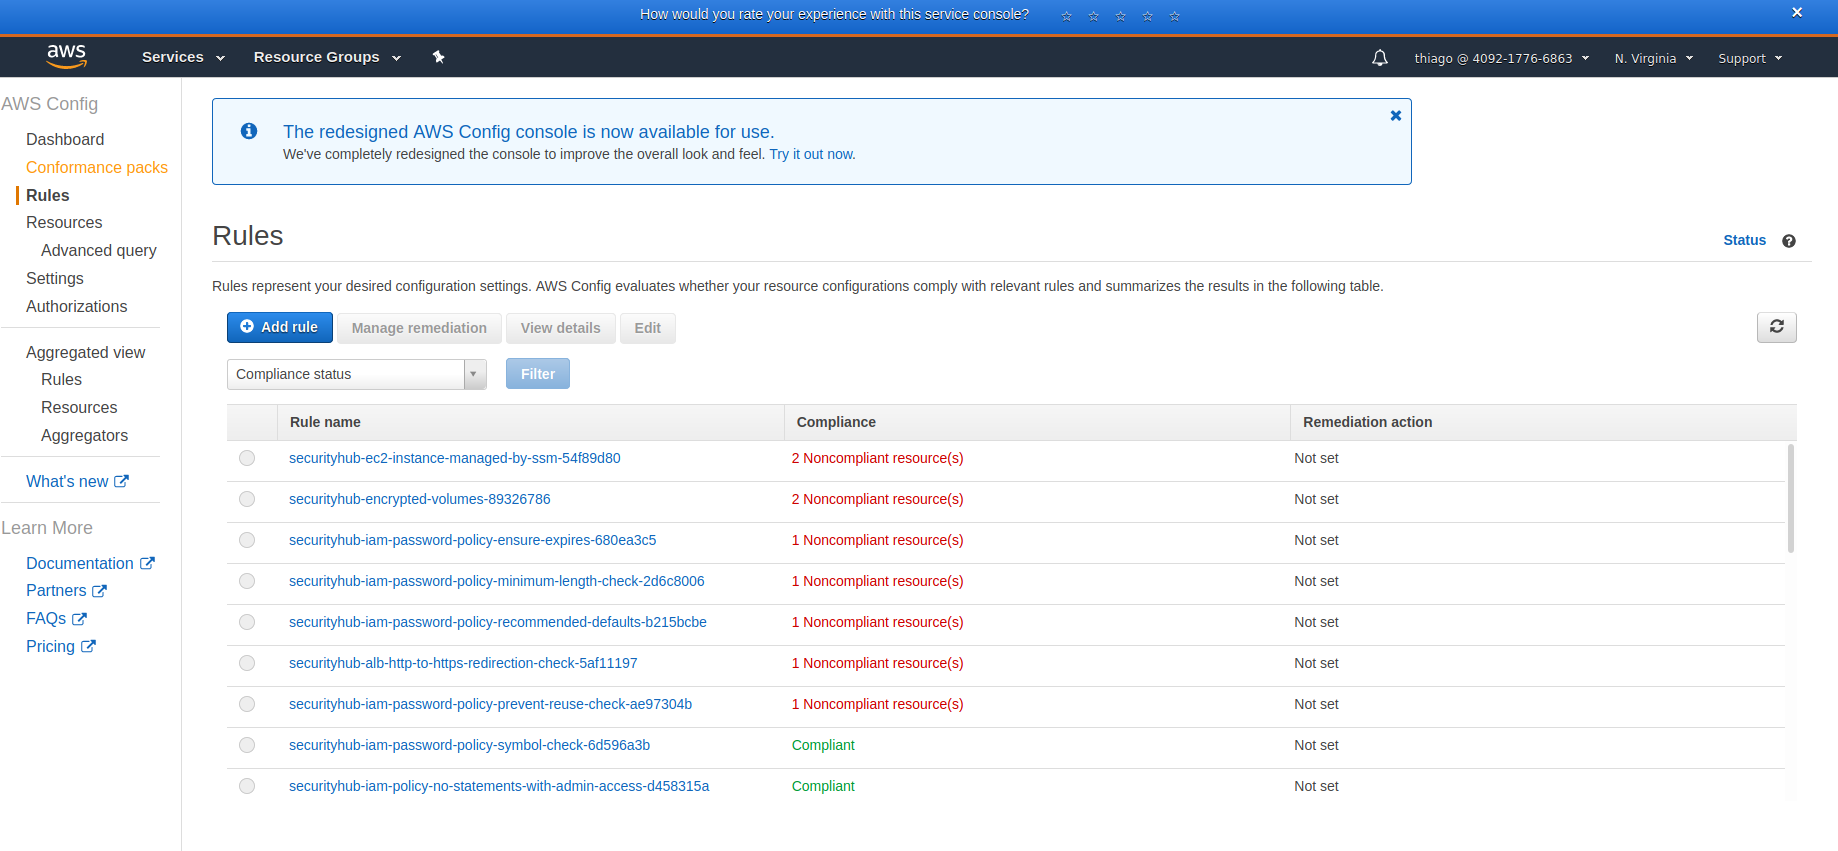 How would you rate your experience with this service console? ☆ ☆ ☆ ☆ ☆
aws Services Resource Groups thiago @ 4092-1776-6863 N. Virginia Support
AWS Config
Dashboard
Conformance packs
Rules
Resources
Advanced query
Settings
Authorizations
Aggregated view
Rules
Resources
Aggregators
What's new
Learn More
Documentation
Partners
FAQs
Pricing
The redesigned AWS Config console is now available for use.
We've completely redesigned the console to improve the overall look and feel. Try it out now.
Rules
Status
Rules represent your desired configuration settings. AWS Config evaluates whether your resource configurations comply with relevant rules and summarizes the results in the following table.
Add rule Manage remediation View details Edit
Compliance status Filter
Rule name Compliance Remediation action
securityhub-ec2-instance-managed-by-ssm-54f89d80 2 Noncompliant resource(s) Not set
securityhub-encrypted-volumes-89326786 2 Noncompliant resource(s) Not set
securityhub-iam-password-policy-ensure-expires-680ea3c5 1 Noncompliant resource(s) Not set
securityhub-iam-password-policy-minimum-length-check-2d6c8006 1 Noncompliant resource(s) Not set
securityhub-iam-password-policy-recommended-defaults-b215bcbe 1 Noncompliant resource(s) Not set
securityhub-alb-http-to-https-redirection-check-5af11197 1 Noncompliant resource(s) Not set
securityhub-iam-password-policy-prevent-reuse-check-ae97304b 1 Noncompliant resource(s) Not set
securityhub-iam-password-policy-symbol-check-6d596a3b Compliant Not set
securityhub-iam-policy-no-statements-with-admin-access-d458315a Compliant Not set